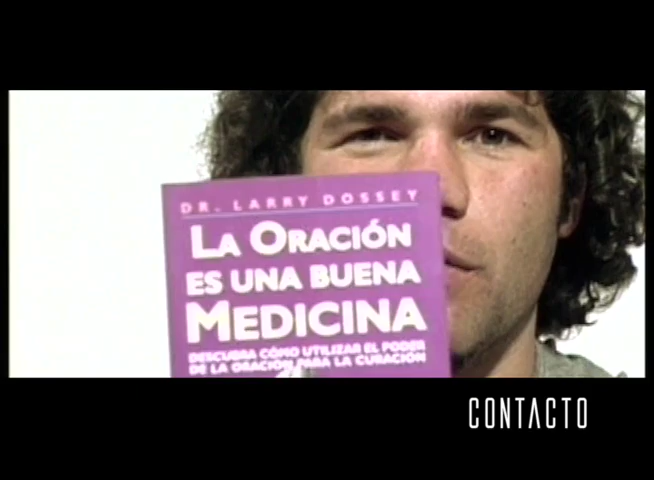 DR. LARRY DOSSEY
LA ORACIÓN
ES UNA BUENA
MEDICINA
DESCUBRA CÓMO UTILIZAR EL PODER
DE LA ORACIÓN PARA LA CURACIÓN
CONTACTO